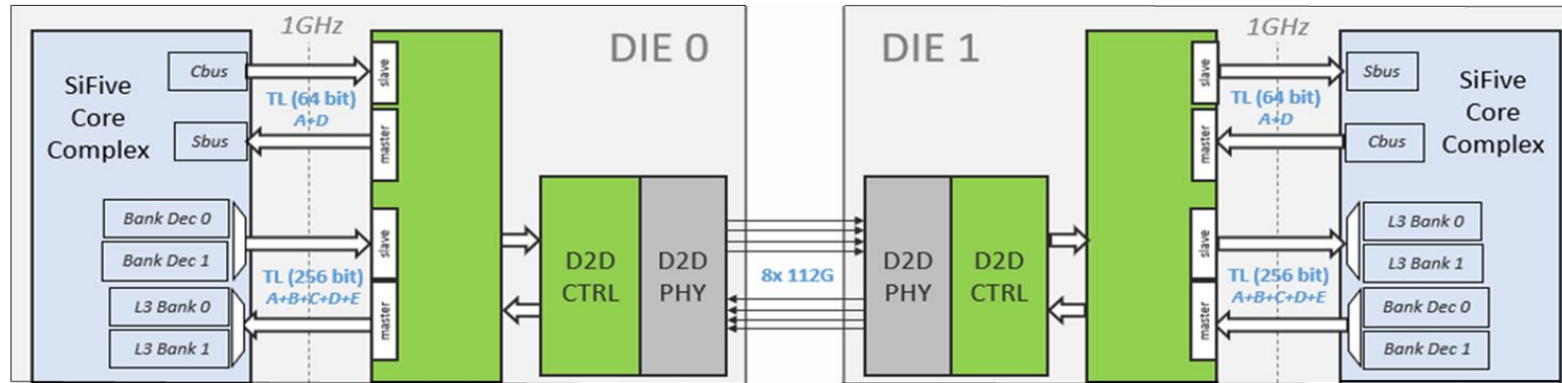 1GHz
DIE 0
DIE 1
1GHz
SiFive
Core
Complex
Cbus
Sbus
TL (64 bit)
A+D
slave
master
Bank Dec 0
Bank Dec 1
L3 Bank 0
L3 Bank 1
TL (256 bit)
A+B+C+D+E
slave
master
D2D
CTRL
D2D
PHY
8x 112G
D2D
PHY
D2D
CTRL
slave
master
TL (64 bit)
A+D
Sbus
Cbus
SiFive
Core
Complex
slave
master
TL (256 bit)
A+B+C+D+E
L3 Bank 0
L3 Bank 1
Bank Dec 0
Bank Dec 1